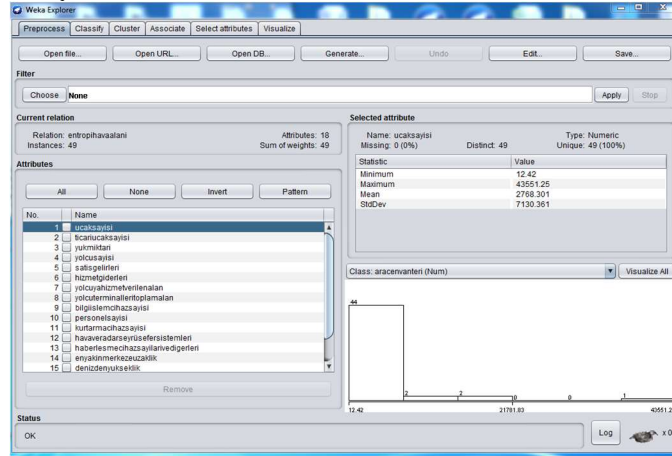 Weka Explorer
Preprocess Classify Cluster Associate Select attributes Visualize
Open file... Open URL... Open DB... Generate... Undo Edit... Save...
Filter
Choose None Apply Stop
Current relation
Relation: entropihavaalani Attributes: 18
Instances: 49 Sum of weights: 49
Attributes
All None Invert Pattern
No. Name
1 ucaksayisi
2 ticariucaksayisi
3 yukmiktari
4 yolcusayisi
5 satisgelirleri
6 hizmetgiderleri
7 yolcuyahizmetverilenalan
8 yolcuterminalleritoplamalan
9 bilgiislemcihazsayisi
10 personelsayisi
11 kurtarmacihazsayisi
12 havaveradarseyrüsefersistemleri
13 haberlesmecihazsayilarivedigerleri
14 enyakinmerkezeuzaklik
15 denizdenyukseklik
Remove
Selected attribute
Name: ucaksayisi Type: Numeric
Missing: 0 (0%) Distinct: 49 Unique: 49 (100%)
Statistic Value
Minimum 12.42
Maximum 43551.25
Mean 2768.301
StdDev 7130.361
Class: aracenvanteri (Num) Visualize All
44
2 2 0 0 1
12.42 21781.83 43551.2
Status
OK Log x 0